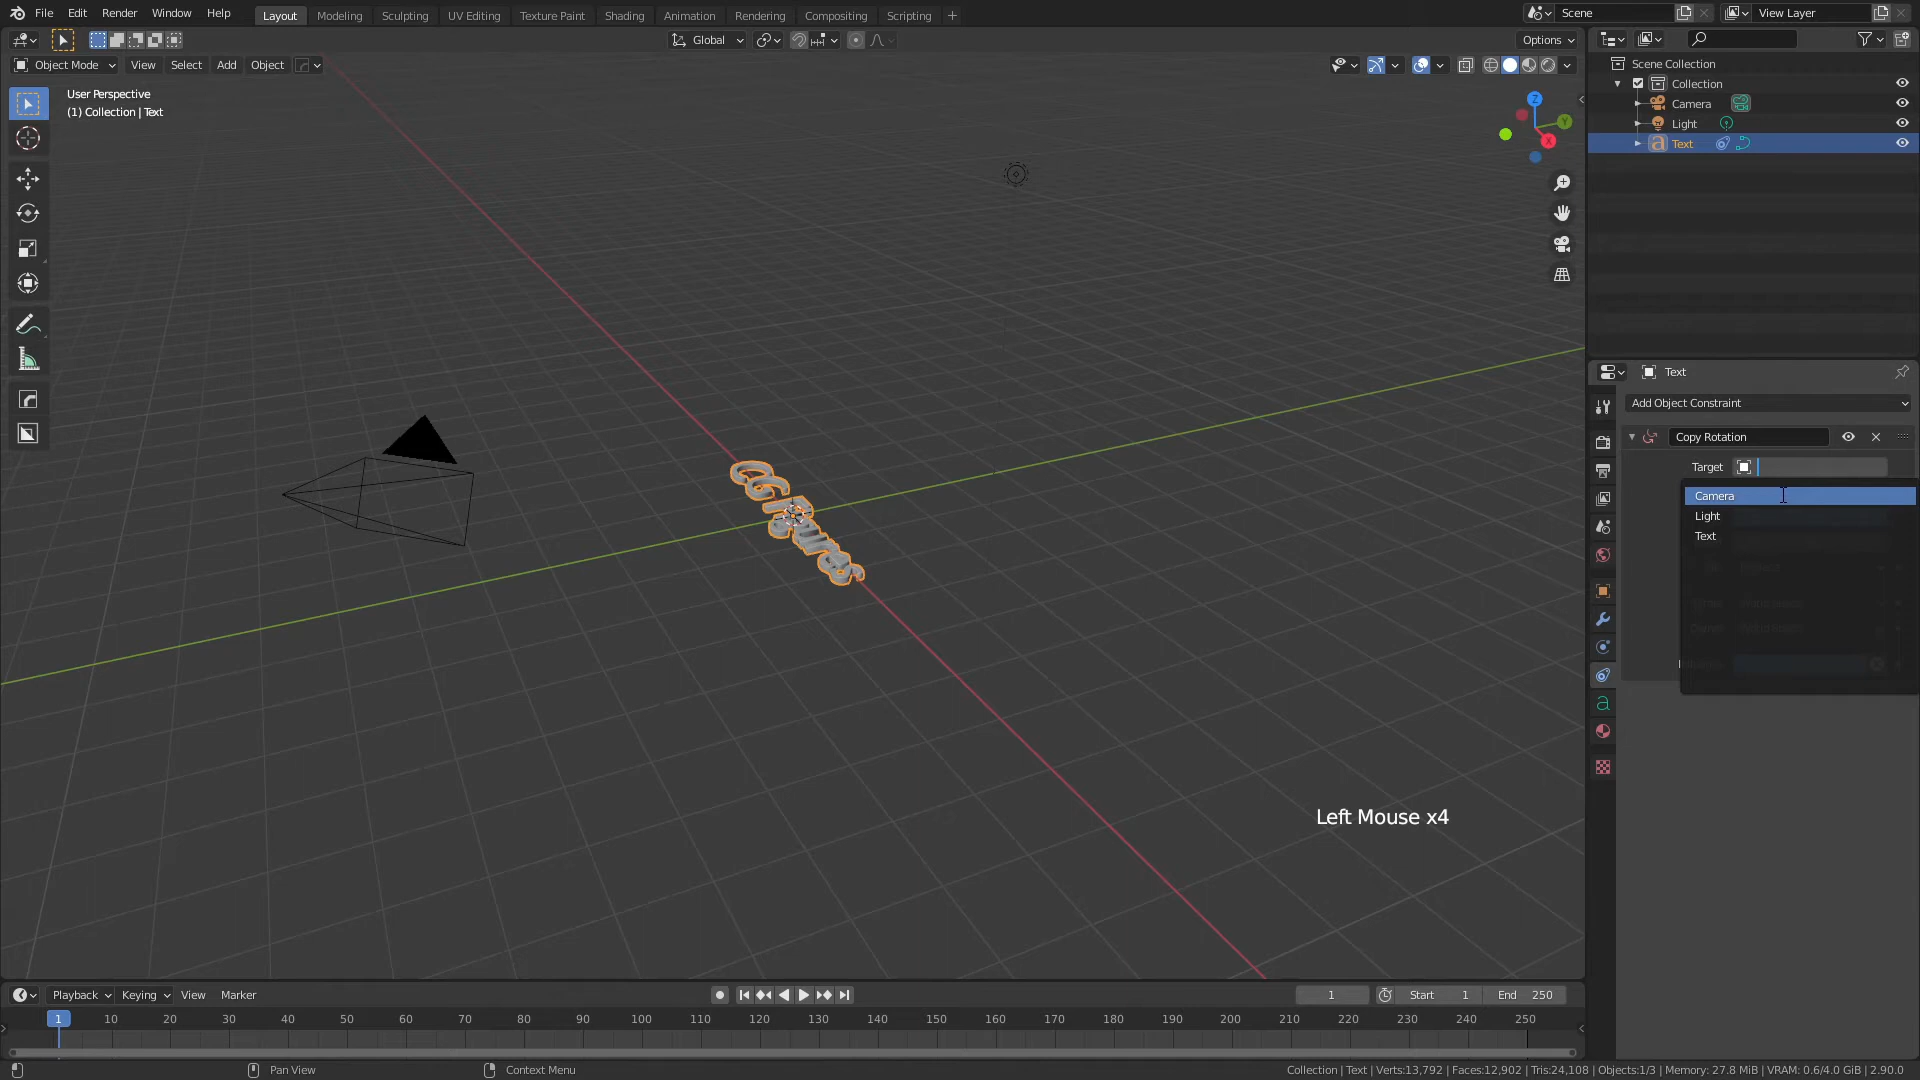 File Edit Render Window Help
Layout Modeling Sculpting UV Editing Texture Paint Shading Animation Rendering Compositing Scripting +
Scene
View Layer
Global
Options
Object Mode View Select Add Object
User Perspective
(1) Collection | Text
Z
Y
X
Scene Collection
Collection
Camera
Light
Text
Text
Add Object Constraint
Copy Rotation
Target
Camera
Light
Text
Left Mouse x4
Playback Keying View Marker
1
Start 1
End 250
1 10 20 30 40 50 60 70 80 90 100 110 120 130 140 150 160 170 180 190 200 210 220 230 240 250
Pan View
Context Menu
Collection | Text | Verts:13,792 | Faces:12,902 | Tris:24,108 | Objects:1/3 | Memory: 27.8 MiB | VRAM: 0.6/4.0 GiB | 2.90.0